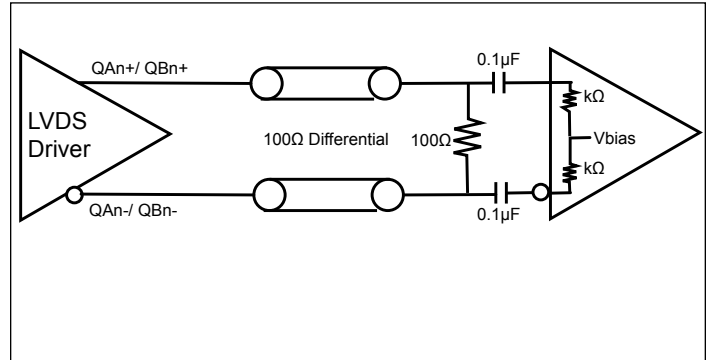 QAn+/ QBn+
0.1µF
kΩ
LVDS
Driver
100Ω Differential
100Ω
Vbias
kΩ
QAn-/ QBn-
0.1µF